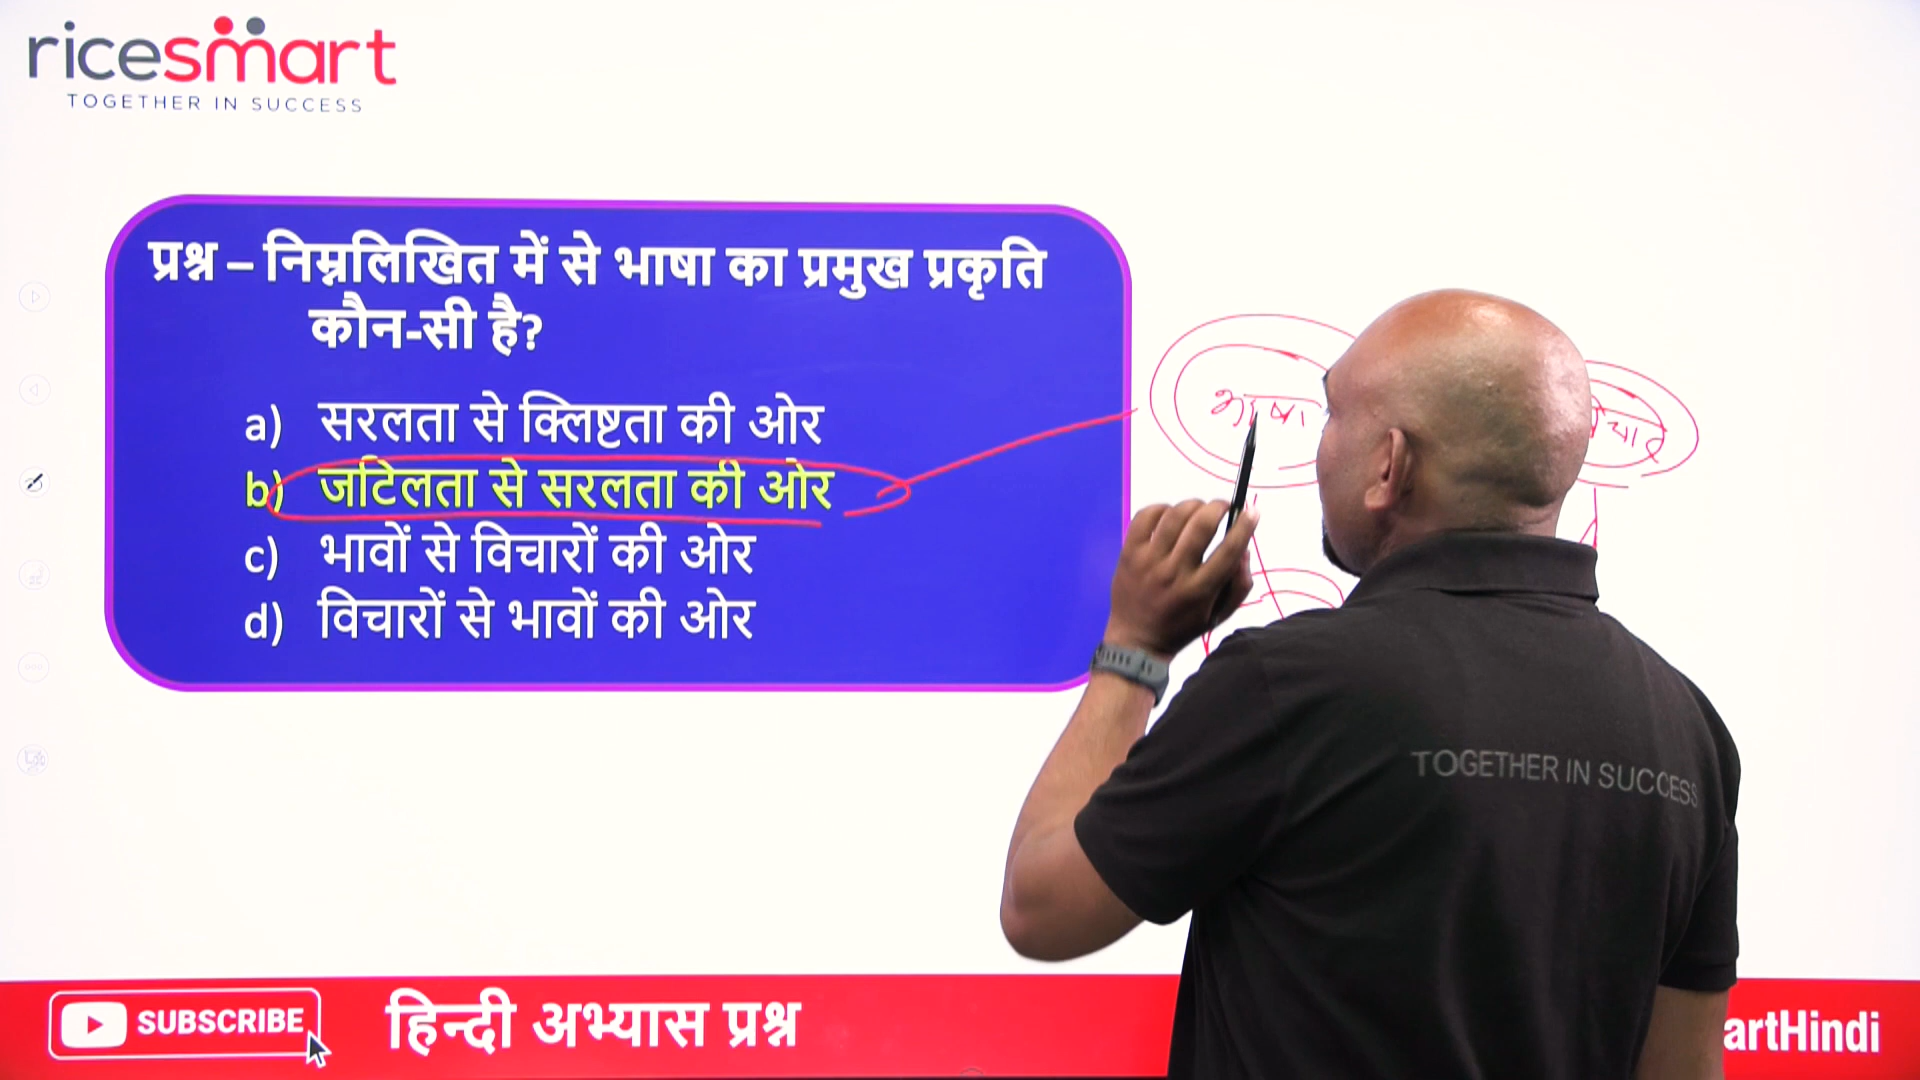 ricesmart
TOGETHER IN SUCCESS
प्रश्न – निम्नलिखित में से भाषा का प्रमुख प्रकृति
कौन-सी है?
a) सरलता से क्लिष्टता की ओर
b) जटिलता से सरलता की ओर
c) भावों से विचारों की ओर
d) विचारों से भावों की ओर
भाषा
TOGETHER IN SUCCESS
SUBSCRIBE
हिन्दी अभ्यास प्रश्न
artHindi